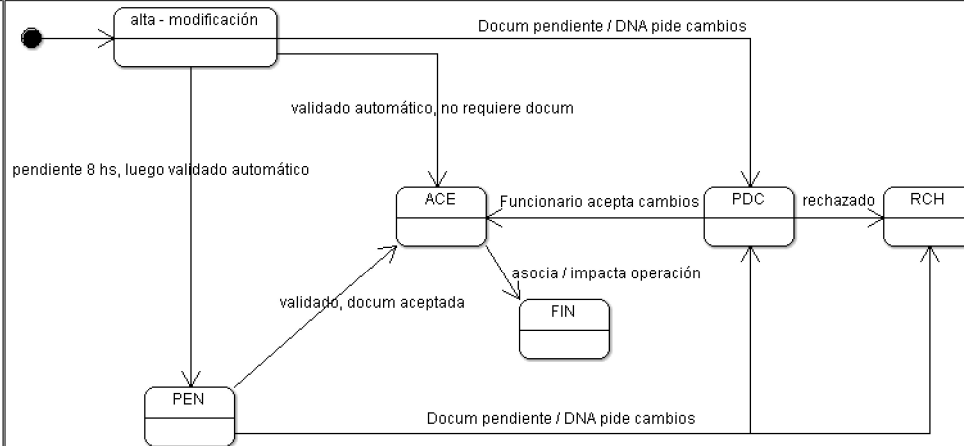 alta - modificación
Docum pendiente / DNA pide cambios
validado automático, no requiere docum
pendiente 8 hs, luego validado automático
ACE
Funcionario acepta cambios
PDC
rechazado
RCH
asocia / impacta operación
validado, docum aceptada
FIN
PEN
Docum pendiente / DNA pide cambios